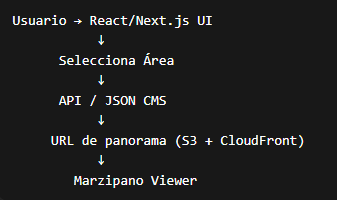 Usuario → React/Next.js UI
↓
Selecciona Área
↓
API / JSON CMS
↓
URL de panorama (S3 + CloudFront)
↓
Marzipano Viewer